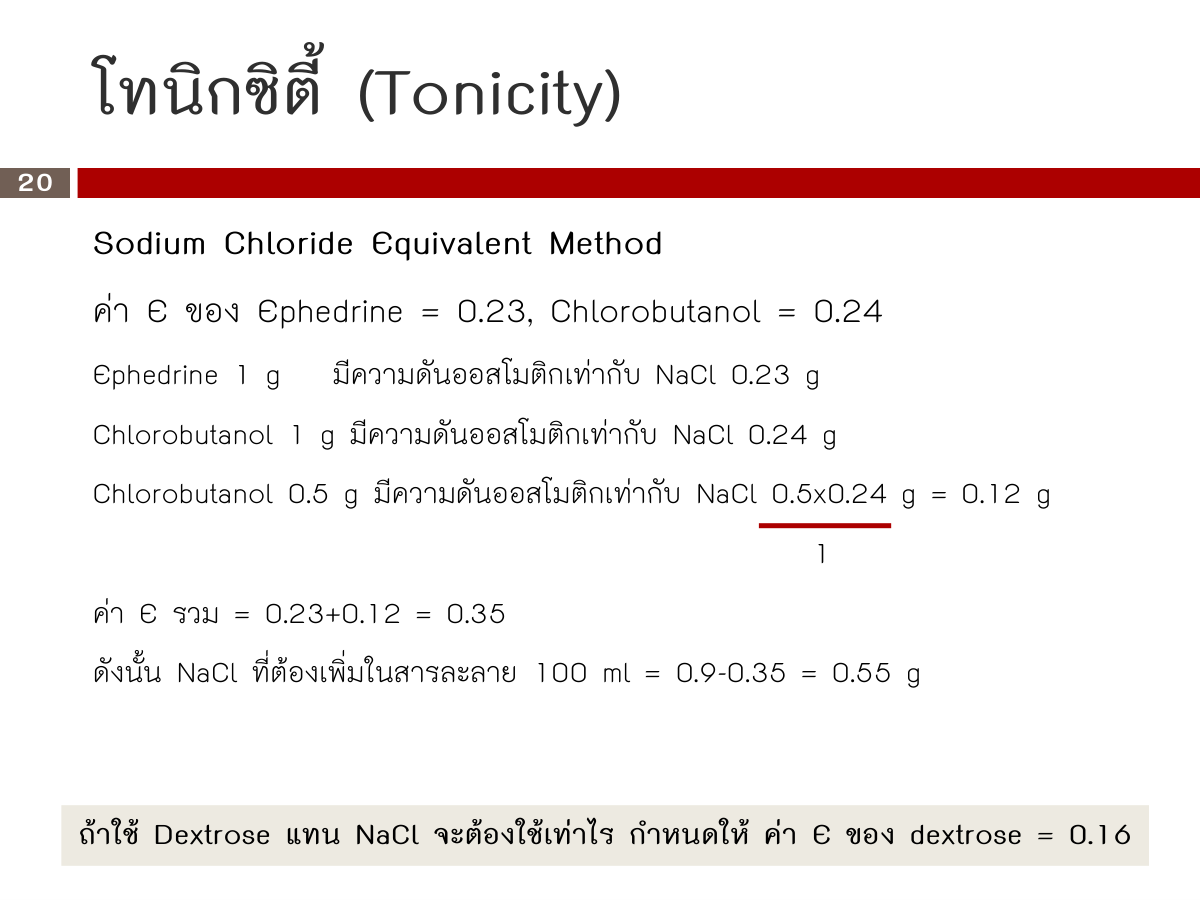 โทนิกซิตี้ (Tonicity)
20
Sodium Chloride Equivalent Method
ค่า E ของ Ephedrine = 0.23, Chlorobutanol = 0.24
Ephedrine 1 g มีความดันออสโมติกเท่ากับ NaCl 0.23 g
Chlorobutanol 1 g มีความดันออสโมติกเท่ากับ NaCl 0.24 g
Chlorobutanol 0.5 g มีความดันออสโมติกเท่ากับ NaCl 0.5x0.24 g = 0.12 g
1
ค่า E รวม = 0.23+0.12 = 0.35
ดังนั้น NaCl ที่ต้องเพิ่มในสารละลาย 100 ml = 0.9-0.35 = 0.55 g
ถ้าใช้ Dextrose แทน NaCl จะต้องใช้เท่าไร กำหนดให้ ค่า E ของ dextrose = 0.16